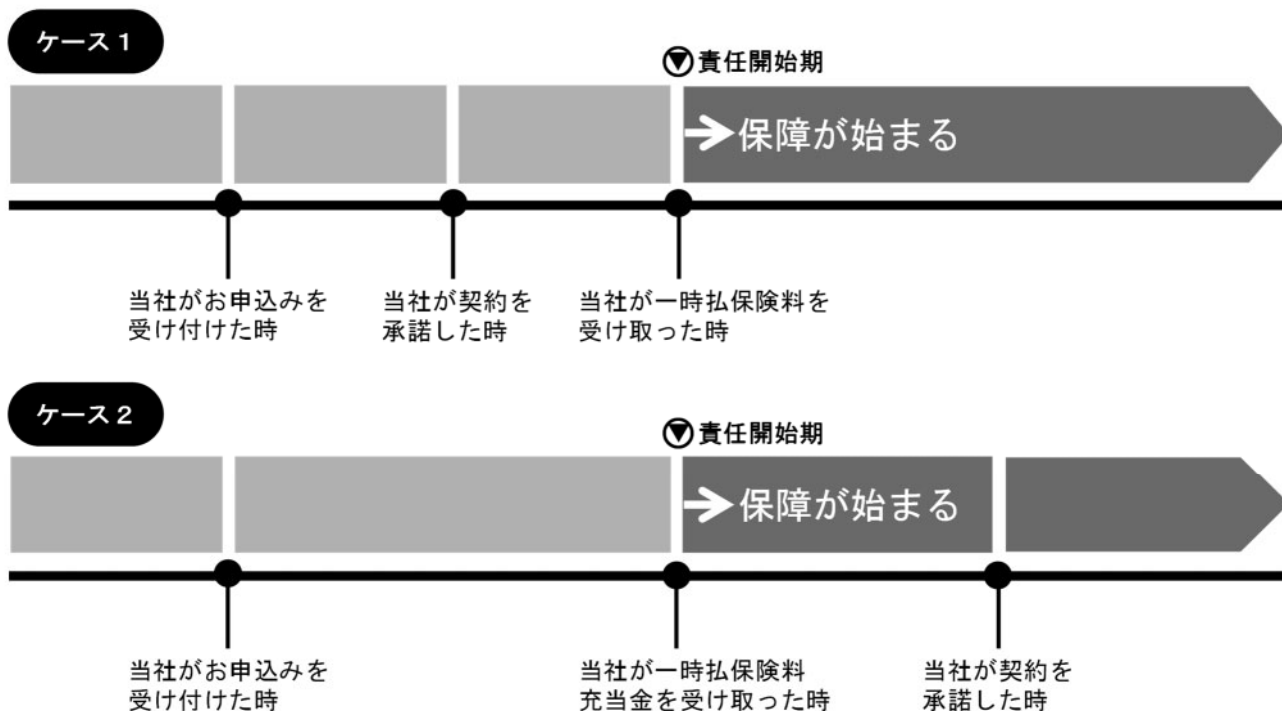 ケース1
責任開始期
保障が始まる
当社がお申込みを
受け付けた時
当社が契約を
承諾した時
当社が一時払保険料を
受け取った時
ケース2
責任開始期
保障が始まる
当社がお申込みを
受け付けた時
当社が一時払保険料
充当金を受け取った時
当社が契約を
承諾した時